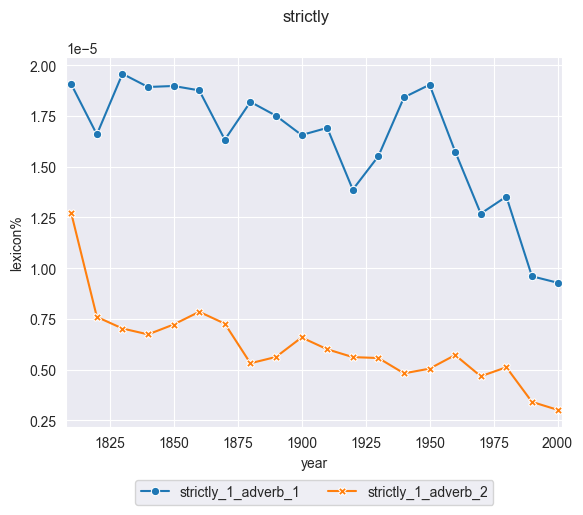 strictly
1e−5
2.00
1.75
1.50
1.25
1.00
0.75
0.50
0.25
lexicon%
1825 1850 1875 1900 1925 1950 1975 2000
year
strictly_1_adverb_1 strictly_1_adverb_2